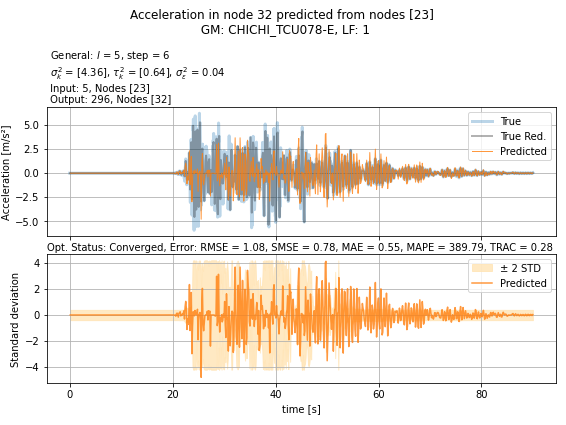 Acceleration in node 32 predicted from nodes [23]
GM: CHICHI_TCU078-E, LF: 1
General: l = 5, step = 6
σ²ₖ = [4.36], τ²ₖ = [0.64], σ²ε = 0.04
Input: 5, Nodes [23]
Output: 296, Nodes [32]
Acceleration [m/s²]
5.0
2.5
0.0
−2.5
−5.0
True
True Red.
Predicted
Opt. Status: Converged, Error: RMSE = 1.08, SMSE = 0.78, MAE = 0.55, MAPE = 389.79, TRAC = 0.28
Standard deviation
4
2
0
−2
−4
± 2 STD
Predicted
0
20
40
60
80
time [s]